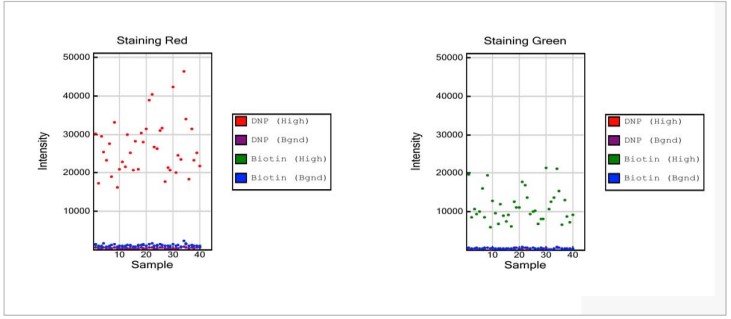 Staining Red
50000
40000
30000
20000
10000
Intensity
10 20 30 40
Sample
DNP (High)
DNP (Bgnd)
Biotin (High)
Biotin (Bgnd)
Staining Green
50000
40000
30000
20000
10000
Intensity
10 20 30 40
Sample
DNP (High)
DNP (Bgnd)
Biotin (High)
Biotin (Bgnd)